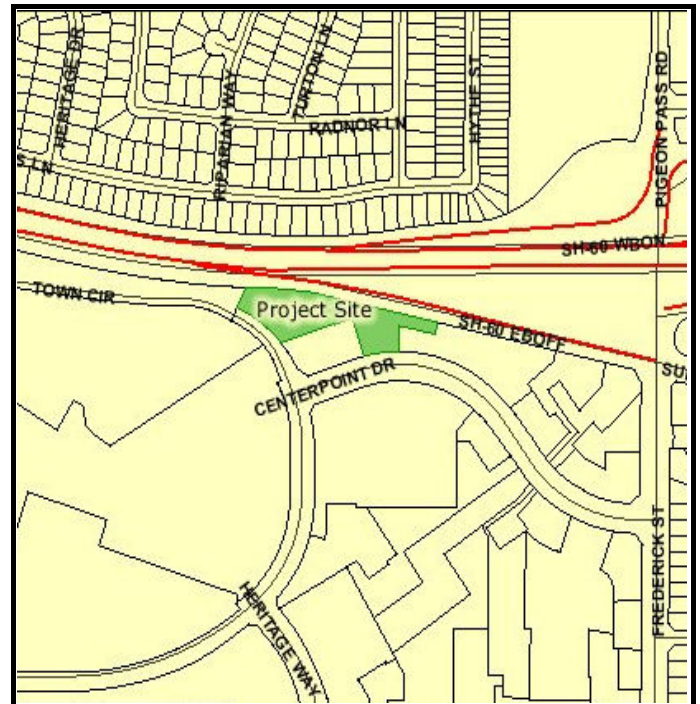 HERITAGE DR
RIPARIAN WAY
TURTON LN
RADNOR LN
HYTHE ST
PIGEON PASS RD
S LN
SH-60 WBON
TOWN CIR
Project Site
SH-60 EBOFF
SU
CENTERPOINT DR
FREDERICK ST
HERITAGE WAY